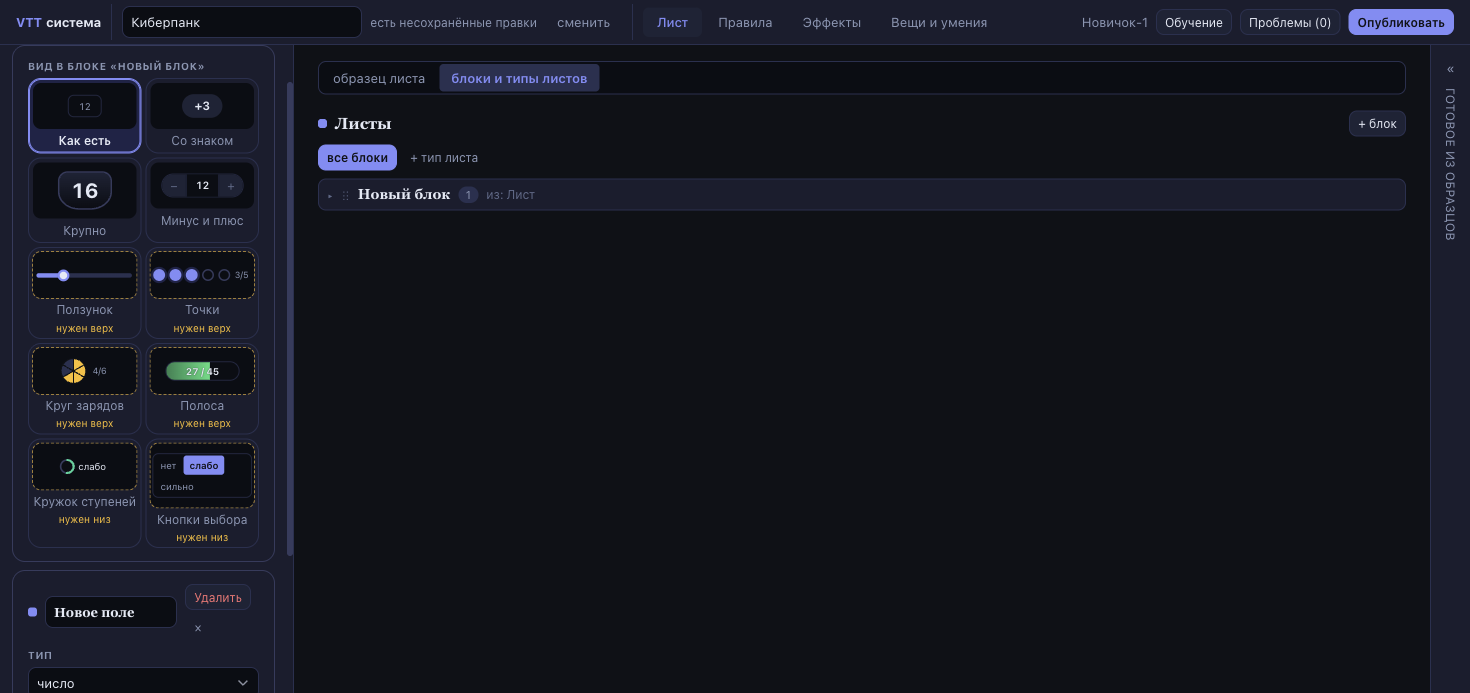 VTT система
Киберпанк
есть несохранённые правки
сменить
Лист
Правила
Эффекты
Вещи и умения
Новичок-1
Обучение
Проблемы (0)
Опубликовать
ВИД В БЛОКЕ «НОВЫЙ БЛОК»
12
Как есть
+3
Со знаком
16
Крупно
− 12 +
Минус и плюс
Ползунок
нужен верх
3/5
Точки
нужен верх
4/6
Круг зарядов
нужен верх
27 / 45
Полоса
нужен верх
слабо
Кружок ступеней
нужен низ
нет слабо
сильно
Кнопки выбора
нужен низ
Новое поле
Удалить
×
ТИП
число
образец листа
блоки и типы листов
Листы
+ блок
все блоки
+ тип листа
Новый блок 1 из: Лист
«
ГОТОВОЕ ИЗ ОБРАЗЦОВ